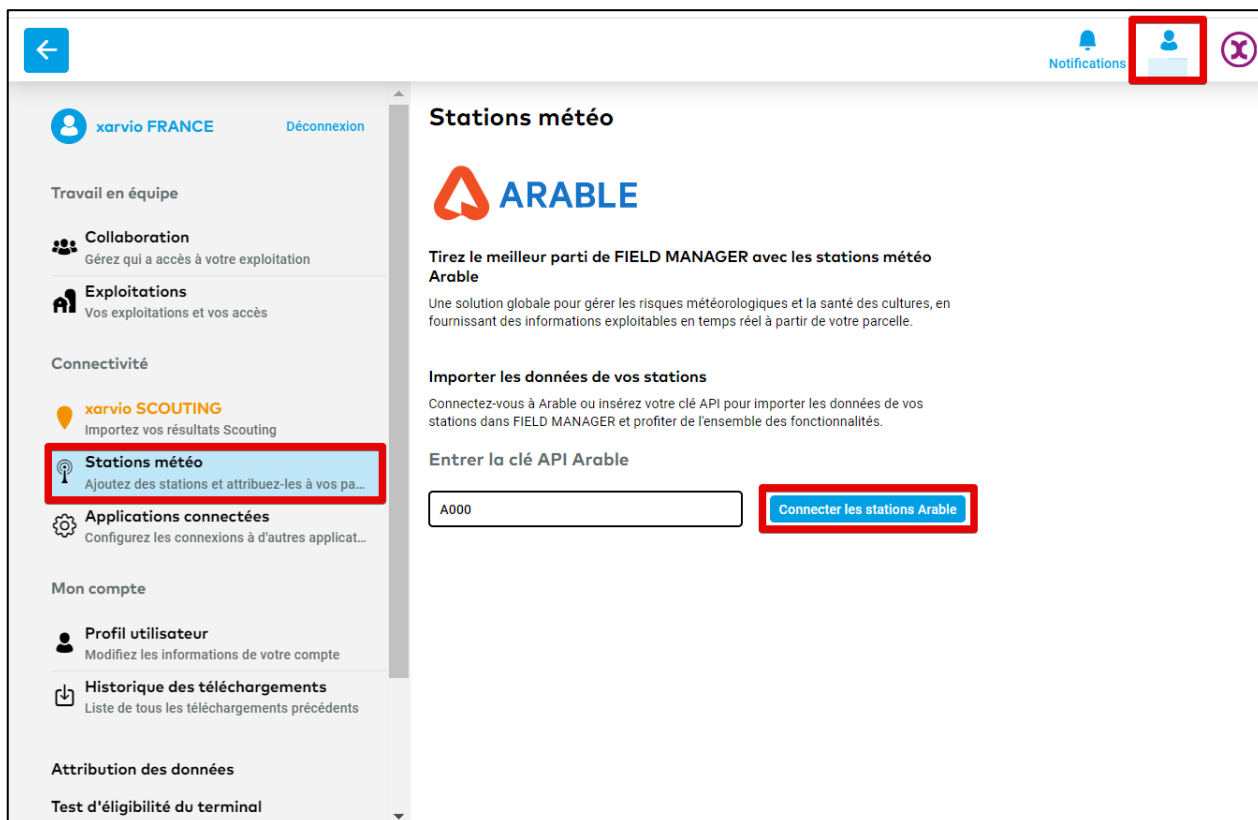 Notifications
xarvio FRANCE
Déconnexion
Travail en équipe
Collaboration
Gérez qui a accès à votre exploitation
Exploitations
Vos exploitations et vos accès
Connectivité
xarvio SCOUTING
Importez vos résultats Scouting
Stations météo
Ajoutez des stations et attribuez-les à vos pa...
Applications connectées
Configurez les connexions à d'autres applicat...
Mon compte
Profil utilisateur
Modifiez les informations de votre compte
Historique des téléchargements
Liste de tous les téléchargements précédents
Attribution des données
Test d'éligibilité du terminal
Stations météo
ARABLE
Tirez le meilleur parti de FIELD MANAGER avec les stations météo
Arable
Une solution globale pour gérer les risques météorologiques et la santé des cultures, en
fournissant des informations exploitables en temps réel à partir de votre parcelle.
Importer les données de vos stations
Connectez-vous à Arable ou insérez votre clé API pour importer les données de vos
stations dans FIELD MANAGER et profiter de l'ensemble des fonctionnalités.
Entrer la clé API Arable
A000
Connecter les stations Arable